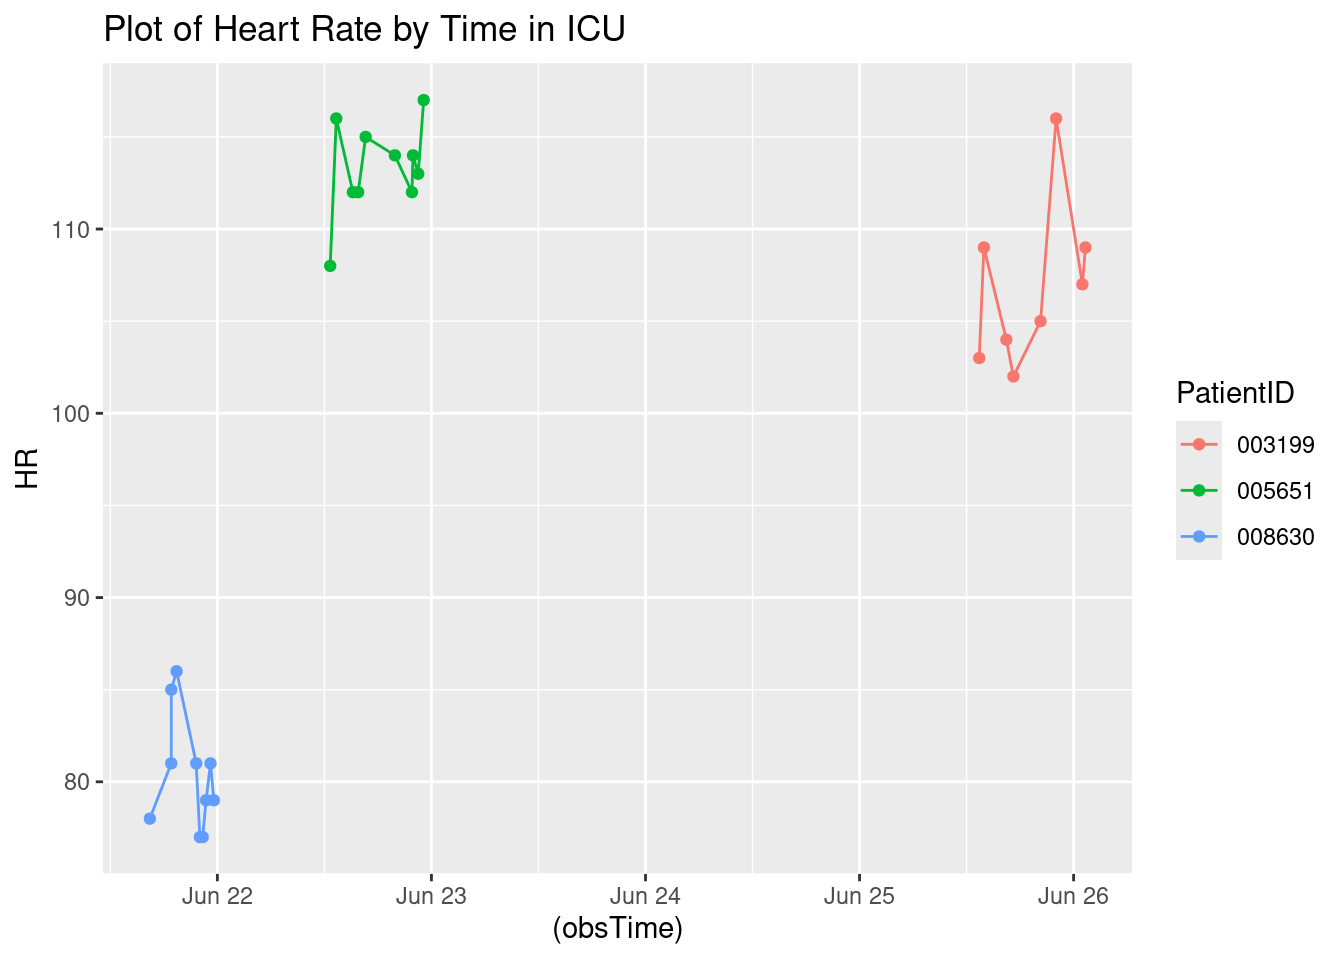 Plot of Heart Rate by Time in ICU
110
100
90
80
HR
Jun 22
Jun 23
Jun 24
Jun 25
Jun 26
(obsTime)
PatientID
003199
005651
008630